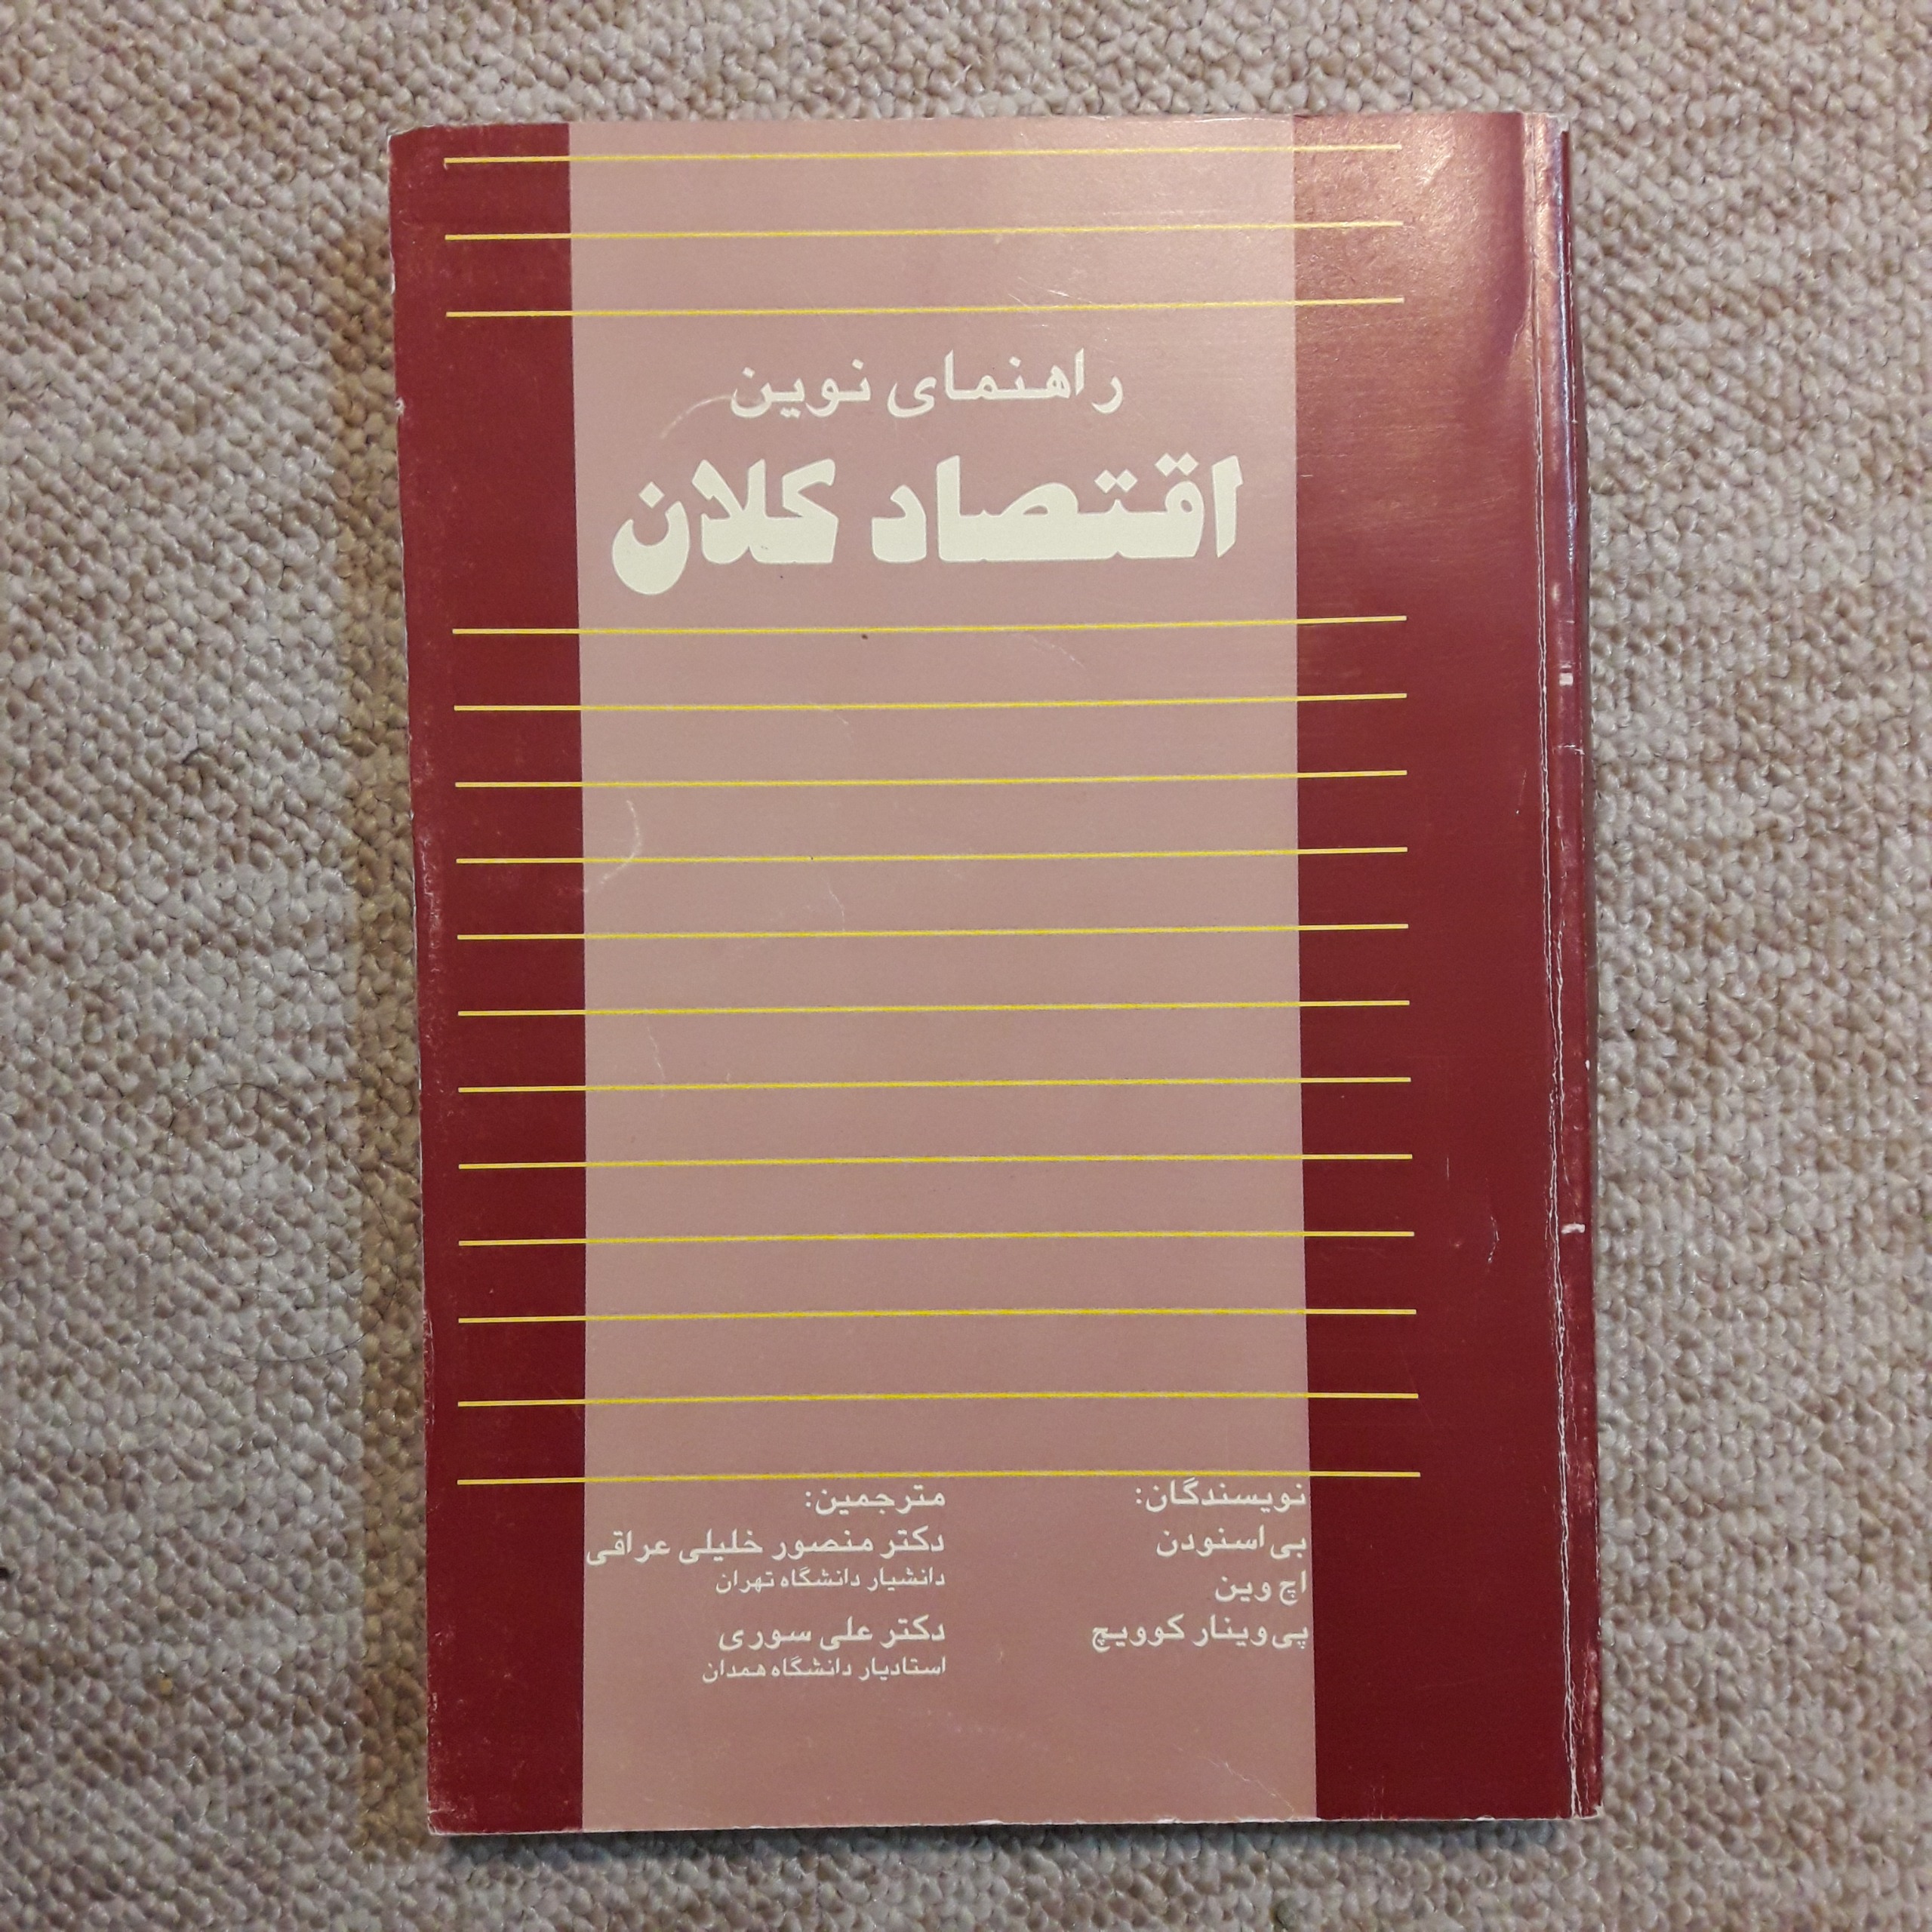 راهنمای نوین
اقتصاد کلان
نویسندگان:
بی اسنودن
اچ وین
پی وینار کوویچ
مترجمین:
دکتر منصور خلیلی عراقی
دانشیار دانشگاه تهران
دکتر علی سوری
استادیار دانشگاه همدان